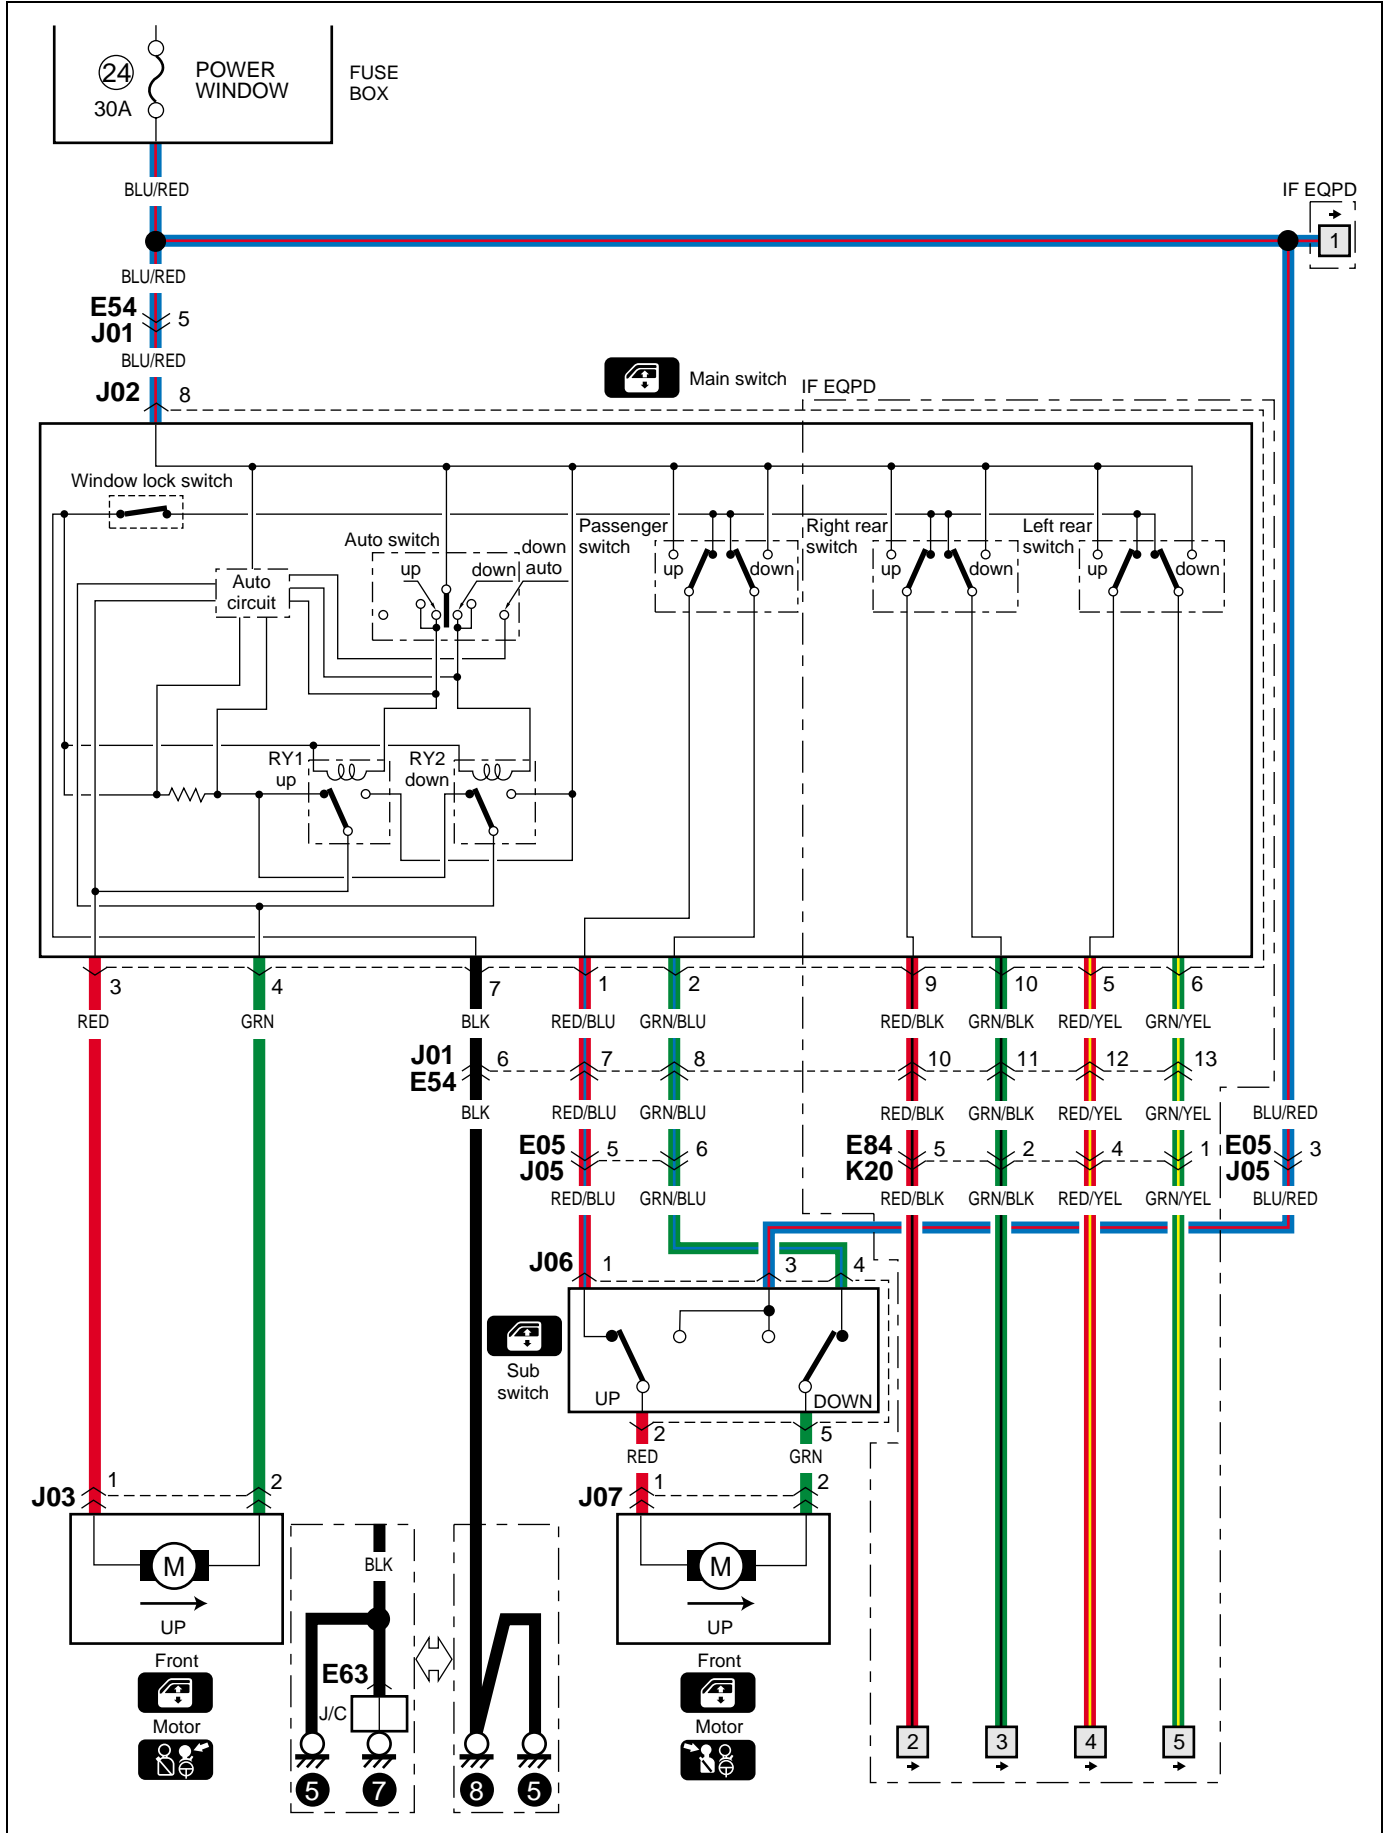 24
30A
POWER
WINDOW
FUSE
BOX
BLU/RED
IF EQPD
1
BLU/RED
E54
J01
5
BLU/RED
J02
8
Main switch
IF EQPD
Window lock switch
Auto switch
up
down
down
auto
Passenger
switch
up
down
Right rear
switch
up
down
Left rear
switch
up
down
Auto
circuit
RY1
up
RY2
down
3
4
7
1
2
9
10
5
6
RED
GRN
BLK
RED/BLU
GRN/BLU
RED/BLK
GRN/BLK
RED/YEL
GRN/YEL
J01
E54
6
7
8
10
11
12
13
BLK
RED/BLU
GRN/BLU
RED/BLK
GRN/BLK
RED/YEL
GRN/YEL
BLU/RED
E05
J05
5
6
E84
K20
5
2
4
1
E05
J05
3
RED/BLU
GRN/BLU
RED/BLK
GRN/BLK
RED/YEL
GRN/YEL
BLU/RED
J06
1
3
4
Sub
switch
UP
DOWN
2
5
RED
GRN
J03
1
2
J07
1
2
M
UP
M
UP
BLK
E63
J/C
Front
Motor
Front
Motor
5
7
8
5
2
3
4
5